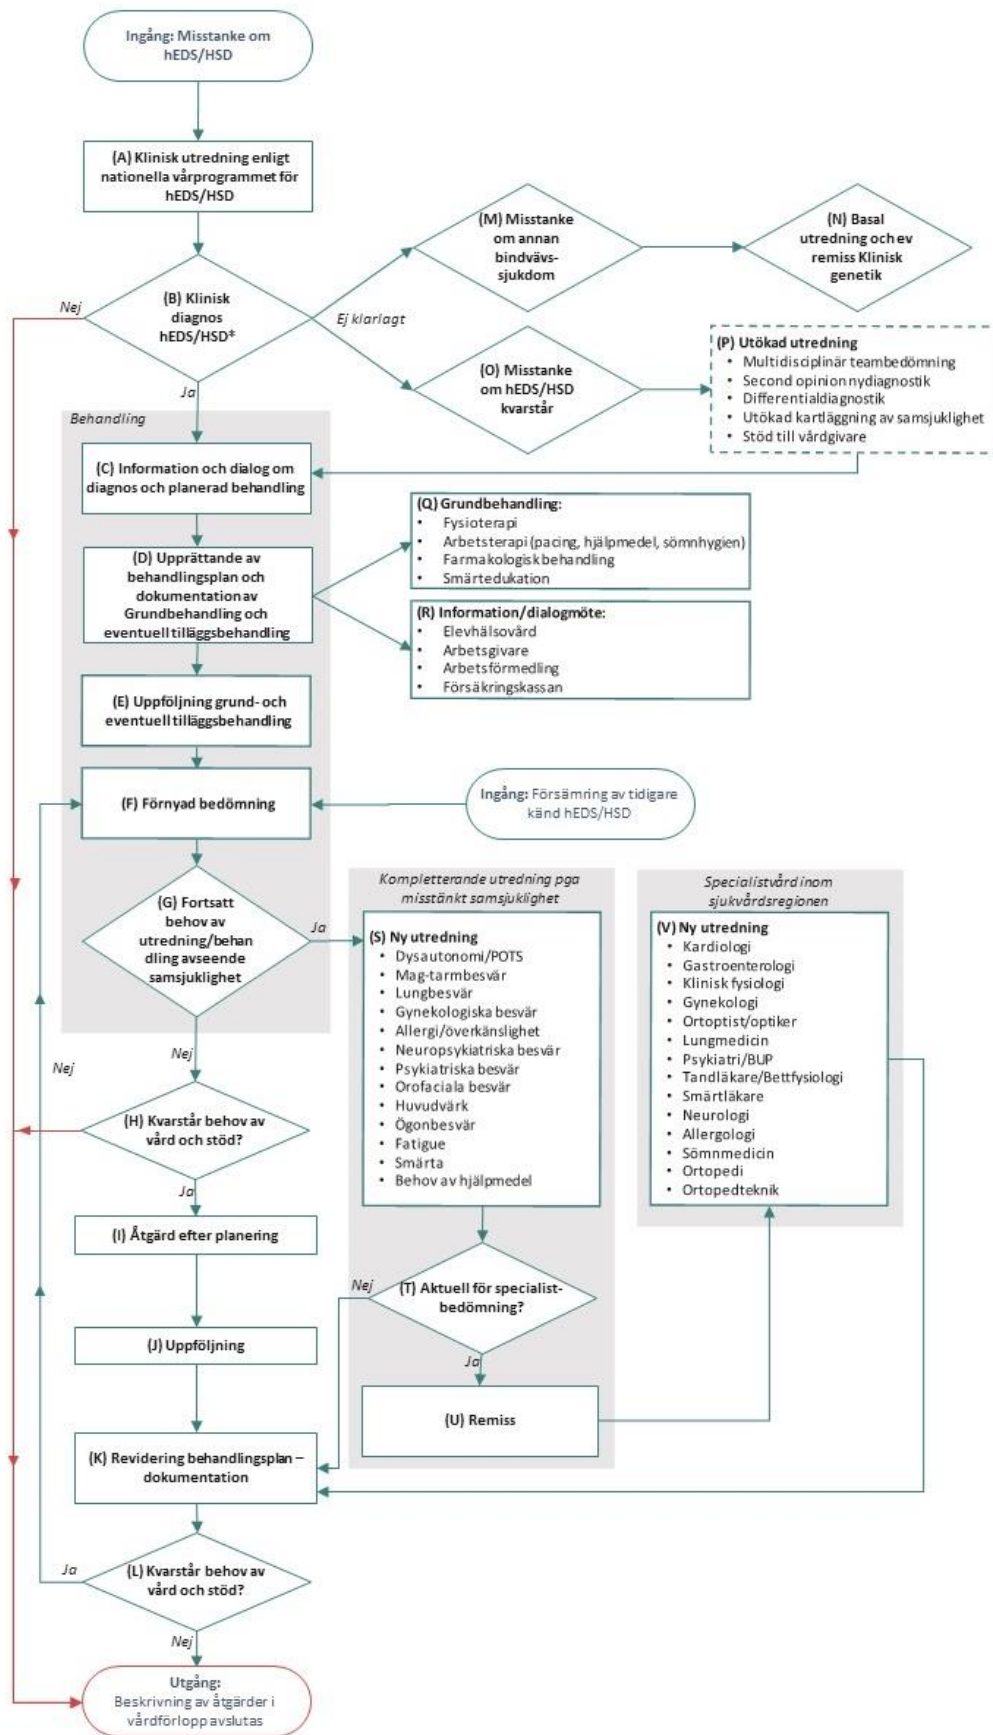 Ingång: Misstanke om
hEDS/HSD
(A) Klinisk utredning enligt
nationella vårprogrammet för
hEDS/HSD
(B) Klinisk
diagnos
hEDS/HSD*
Nej
Ej klarlagt
Ja
(M) Misstanke
om annan
bindvävs-
sjukdom
(N) Basal
utredning och ev
remiss Klinisk
genetik
(O) Misstanke
om hEDS/HSD
kvarstår
(P) Utökad utredning
• Multidisciplinär teambedömning
• Second opinion nydiagnostik
• Differentialdiagnostik
• Utökad kartläggning av samsjuklighet
• Stöd till vårdgivare
Behandling
(C) Information och dialog om
diagnos och planerad behandling
(D) Upprättande av
behandlingsplan och
dokumentation av
Grundbehandling och
eventuell tilläggsbehandling
(Q) Grundbehandling:
• Fysioterapi
• Arbetsterapi (pacing, hjälpmedel, sömnhygien)
• Farmakologisk behandling
• Smärtedukation
(R) Information/dialogmöte:
• Elevhälsovård
• Arbetsgivare
• Arbetsförmedling
• Försäkringskassan
(E) Uppföljning grund- och
eventuell tilläggsbehandling
(F) Förnyad bedömning
Ingång: Försämring av tidigare
känd hEDS/HSD
(G) Fortsatt
behov av
utredning/behan
dling avseende
samsjuklighet
Ja
Nej
Kompletterande utredning pga
misstänkt samsjuklighet
(S) Ny utredning
• Dysautonomi/POTS
• Mag-tarmbesvär
• Lungbesvär
• Gynekologiska besvär
• Allergi/överkänslighet
• Neuropsykiatriska besvär
• Psykiatriska besvär
• Orofaciala besvär
• Huvudvärk
• Ögonbesvär
• Fatigue
• Smärta
• Behov av hjälpmedel
Specialistvård inom
sjukvårdsregionen
(V) Ny utredning
• Kardiologi
• Gastroenterologi
• Klinisk fysiologi
• Gynekologi
• Ortoptist/optiker
• Lungmedicin
• Psykiatri/BUP
• Tandläkare/Bettfysiologi
• Smärtläkare
• Neurologi
• Allergologi
• Sömnmedicin
• Ortopedi
• Ortopedteknik
Nej
(H) Kvarstår behov av
vård och stöd?
Ja
(I) Åtgärd efter planering
(J) Uppföljning
(T) Aktuell för specialist-
bedömning?
Nej
Ja
(U) Remiss
(K) Revidering behandlingsplan –
dokumentation
(L) Kvarstår behov av
vård och stöd?
Ja
Nej
Utgång:
Beskrivning av åtgärder i
vårdförlopp avslutas